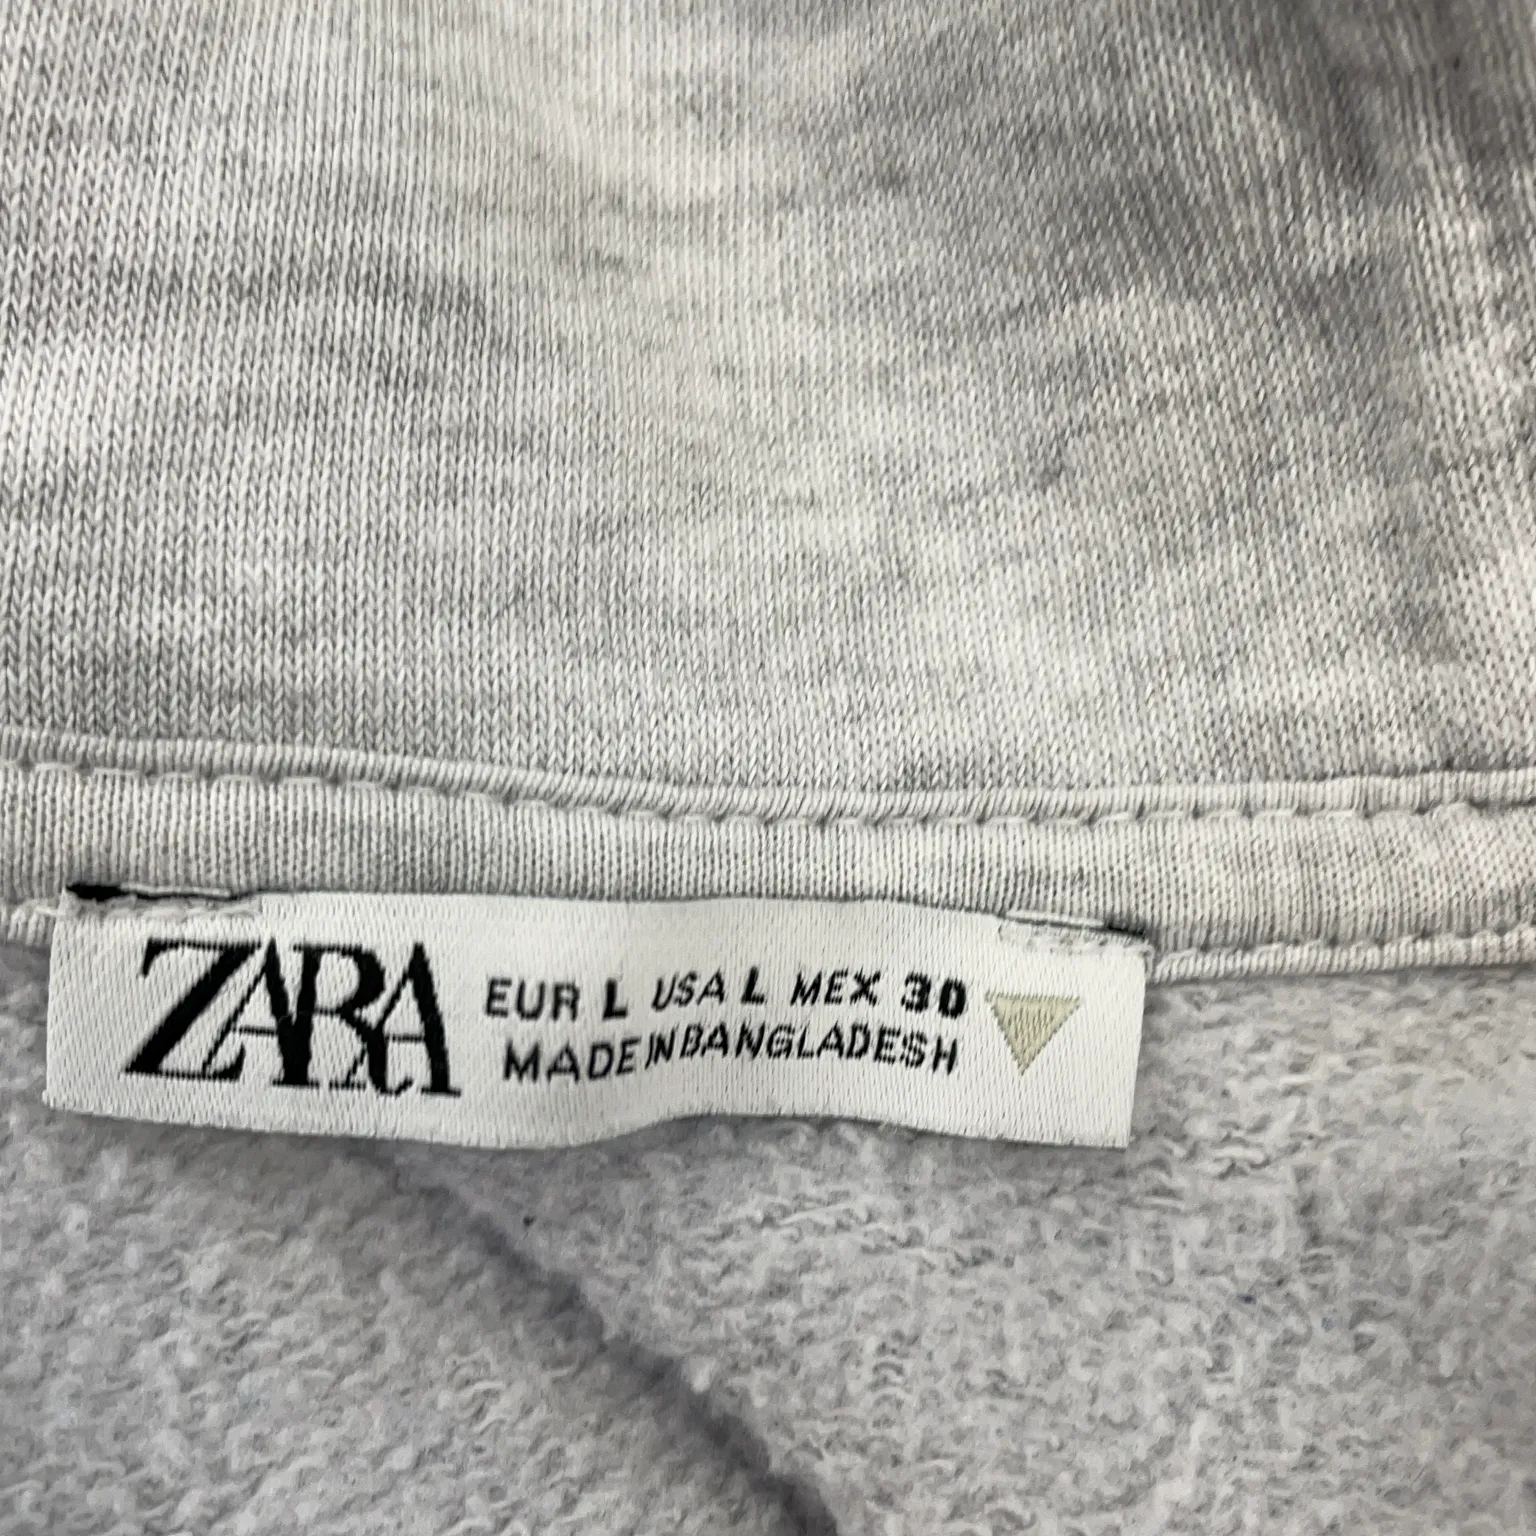 ZARA
EUR L USA L MEX 30
MADE IN BANGLADESH